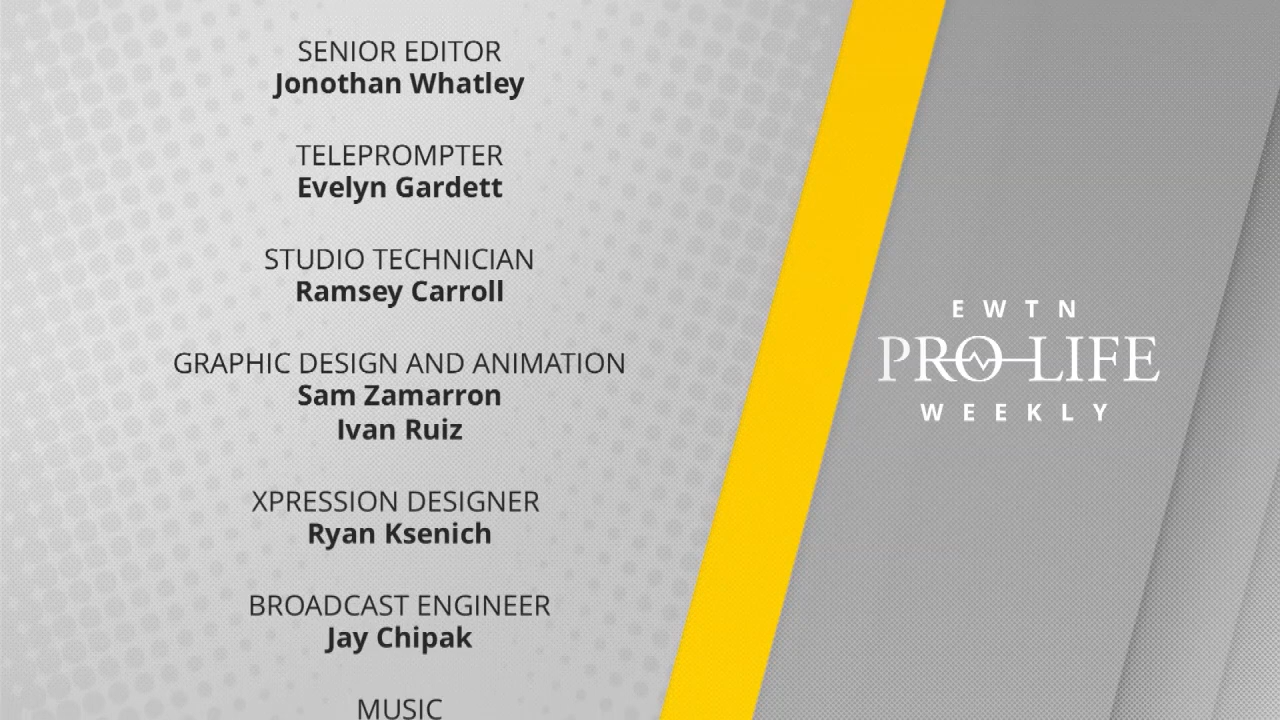 SENIOR EDITOR
Jonothan Whatley
TELEPROMPTER
Evelyn Gardett
STUDIO TECHNICIAN
Ramsey Carroll
GRAPHIC DESIGN AND ANIMATION
Sam Zamarron
Ivan Ruiz
XPRESSION DESIGNER
Ryan Ksenich
BROADCAST ENGINEER
Jay Chipak
MUSIC
EWTN
PRO-LIFE
WEEKLY